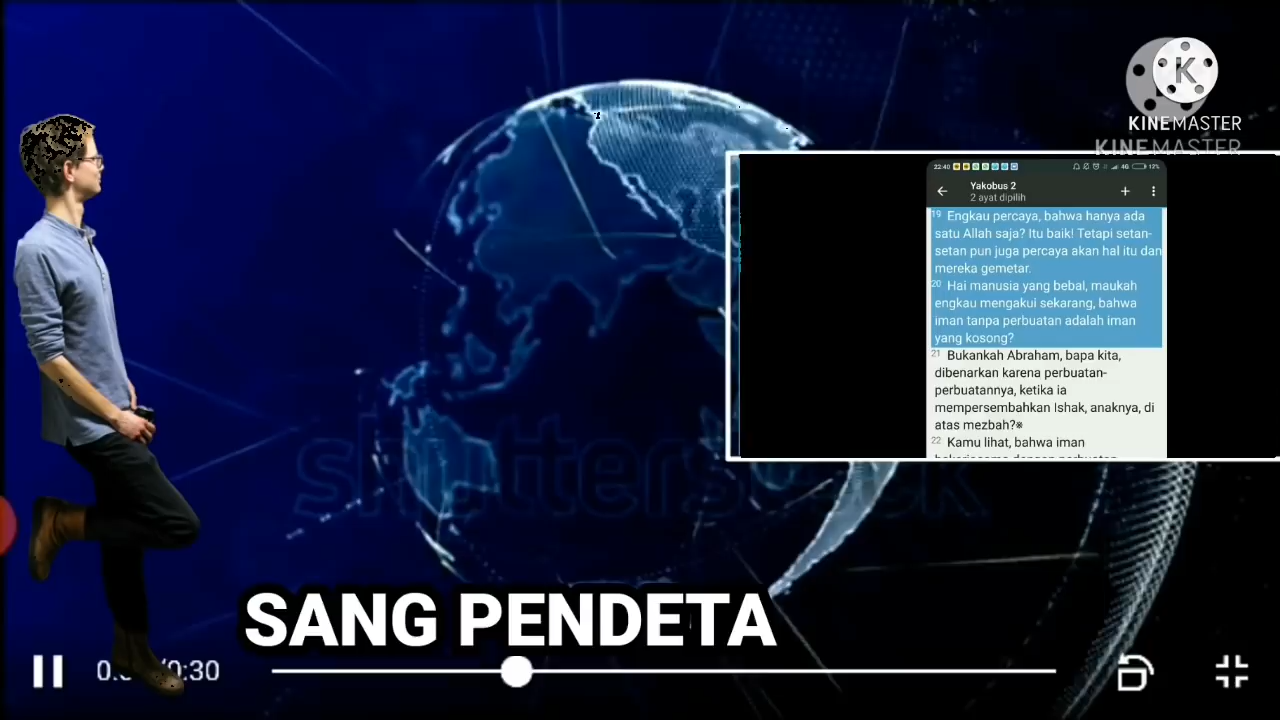 KINEMASTER
KINEMASTER
22:40
4G
12%
Yakobus 2
2 ayat dipilih
19 Engkau percaya, bahwa hanya ada
satu Allah saja? Itu baik! Tetapi setan-
setan pun juga percaya akan hal itu dan
mereka gemetar.
20 Hai manusia yang bebal, maukah
engkau mengakui sekarang, bahwa
iman tanpa perbuatan adalah iman
yang kosong?
21 Bukankah Abraham, bapa kita,
dibenarkan karena perbuatan-
perbuatannya, ketika ia
mempersembahkan Ishak, anaknya, di
atas mezbah?※
22 Kamu lihat, bahwa iman
shutterstock
SANG PENDETA
0:30